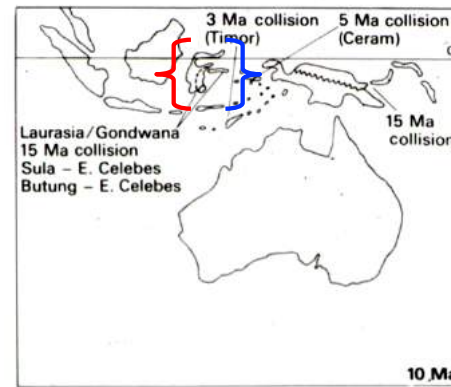 3 Ma collision
(Timor)
5 Ma collision
(Ceram)
15 Ma
collision
Laurasia/Gondwana
15 Ma collision
Sula – E. Celebes
Butung – E. Celebes
10 Ma